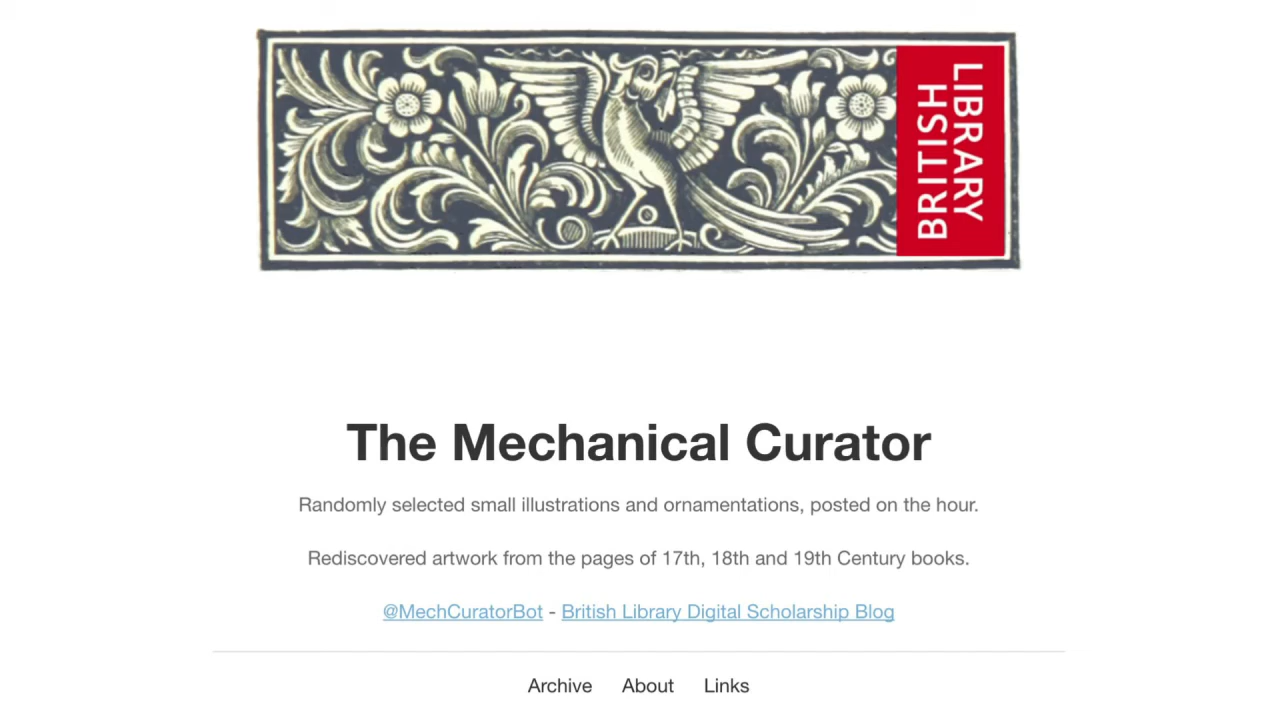 BRITISH
LIBRARY
The Mechanical Curator
Randomly selected small illustrations and ornamentations, posted on the hour.
Rediscovered artwork from the pages of 17th, 18th and 19th Century books.
@MechCuratorBot - British Library Digital Scholarship Blog
Archive About Links